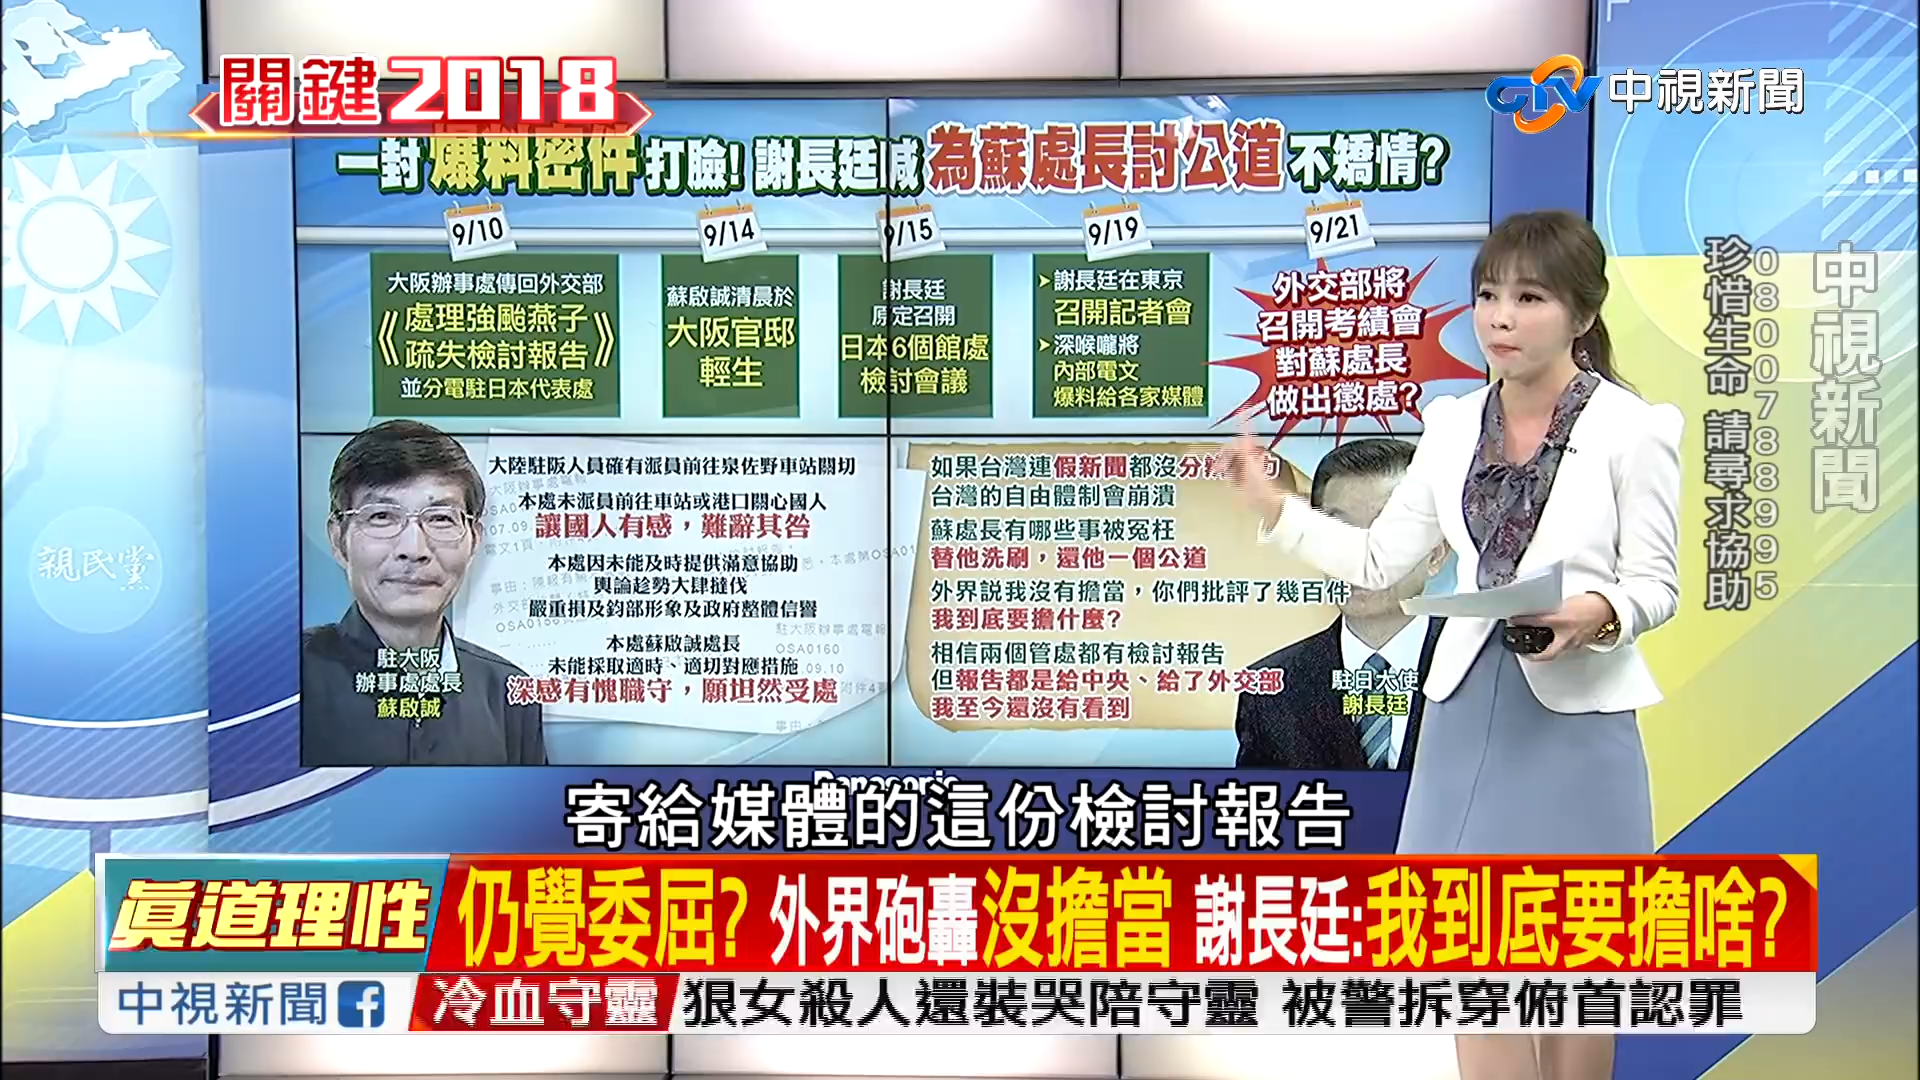 關鍵2018
CTV 中視新聞
一封爆料密件打臉!謝長廷喊為蘇處長討公道不矯情?
9/10
大阪辦事處傳回外交部
《處理強颱燕子
疏失檢討報告》
並分電駐日本代表處
9/14
蘇啟誠清晨於
大阪官邸
輕生
9/15
謝長廷
原定召開
日本6個館處
檢討會議
9/19
謝長廷在東京
召開記者會
深喉嚨將
內部電文
爆料給各家媒體
9/21
外交部將
召開考績會
對蘇處長
做出懲處?
大陸駐阪人員確有派員前往泉佐野車站關切
本處未派員前往車站或港口關心國人
讓國人有感,難辭其咎
本處因未能及時提供滿意協助
輿論趁勢大肆撻伐
嚴重損及鈞部形象及政府整體信譽
本處蘇啟誠處長
未能採取適時、適切對應措施
深感有愧職守,願坦然受處
駐大阪
辦事處處長
蘇啟誠
如果台灣連假新聞都沒分
台灣的自由體制會崩潰
蘇處長有哪些事被冤枉
替他洗刷,還他一個公道
外界說我沒有擔當,你們批評了幾百件
我到底要擔什麼?
相信兩個管處都有檢討報告
但報告都是給中央、給了外交部
我至今還沒有看到
駐日大使
謝長廷
親民黨
中視新聞
珍惜生命 請尋求協助
0800788995
Panasonic
寄給媒體的這份檢討報告
真道理性
仍覺委屈? 外界砲轟沒擔當 謝長廷:我到底要擔啥?
中視新聞
冷血守靈 狠女殺人還裝哭陪守靈 被警拆穿俯首認罪